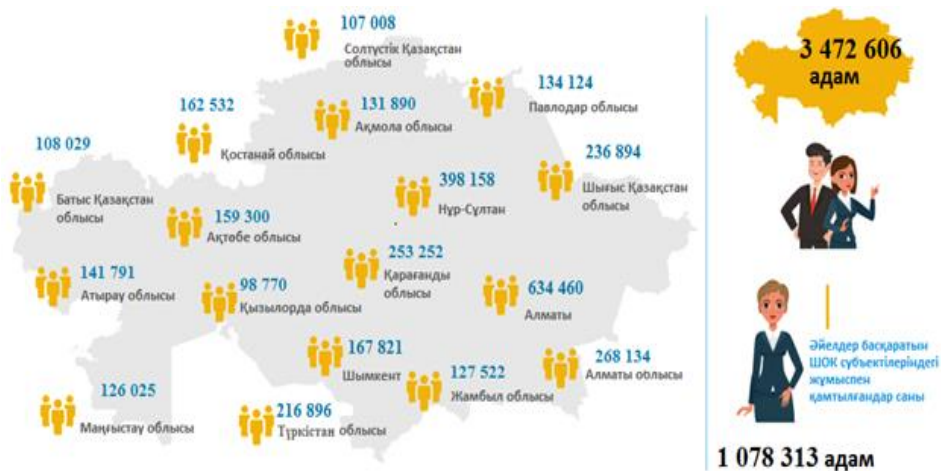 107 008
Солтүстік Қазақстан
облысы
134 124
Павлодар облысы
162 532
Қостанай облысы
131 890
Ақмола облысы
108 029
Батыс Қазақстан
облысы
236 894
Шығыс Қазақстан
облысы
398 158
Нұр-Сұлтан
159 300
Ақтөбе облысы
253 252
Қарағанды
облысы
141 791
Атырау облысы
98 770
Қызылорда облысы
634 460
Алматы
167 821
Шымкент
127 522
Жамбыл облысы
268 134
Алматы облысы
126 025
Маңғыстау облысы
216 896
Түркістан облысы
3 472 606
адам
Әйелдер басқаратын
ШОК субъектілеріндегі
жұмыспен
қамтылғандар саны
1 078 313 адам